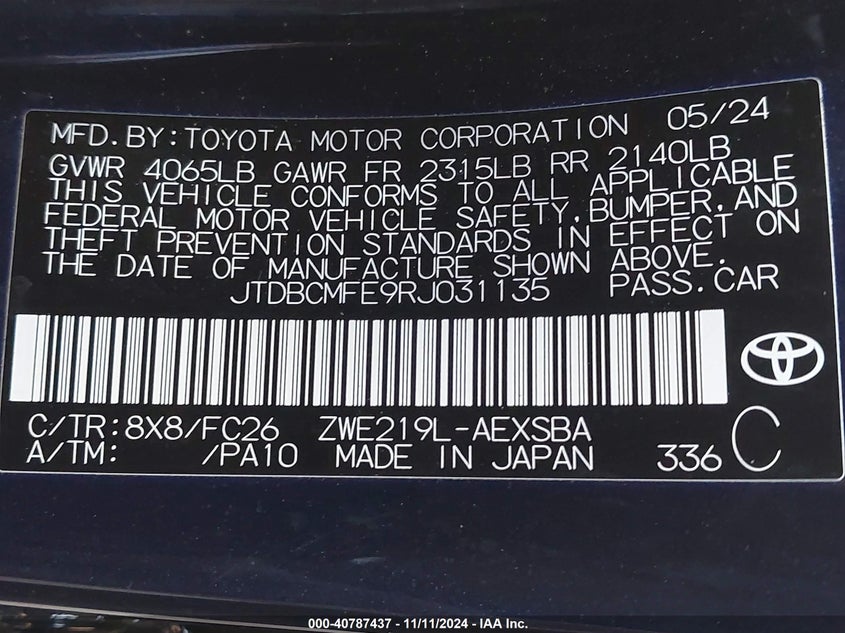 MFD.BY:TOYOTA MOTOR CORPORATION 05/24
GVWR 4065LB GAWR FR 2315LB RR 2140LB
THIS VEHICLE CONFORMS TO ALL APPLICABLE
FEDERAL MOTOR VEHICLE SAFETY,BUMPER,AND
THEFT PREVENTION STANDARDS IN EFFECT ON
THE DATE OF MANUFACTURE SHOWN ABOVE.
JTDBCMFE9RJ031135 PASS.CAR
C/TR:8X8/FC26 ZWE219L-AEXSBA
A/TM: /PA10 MADE IN JAPAN 336 C
000-40787437 - 11/11/2024 - IAA Inc.